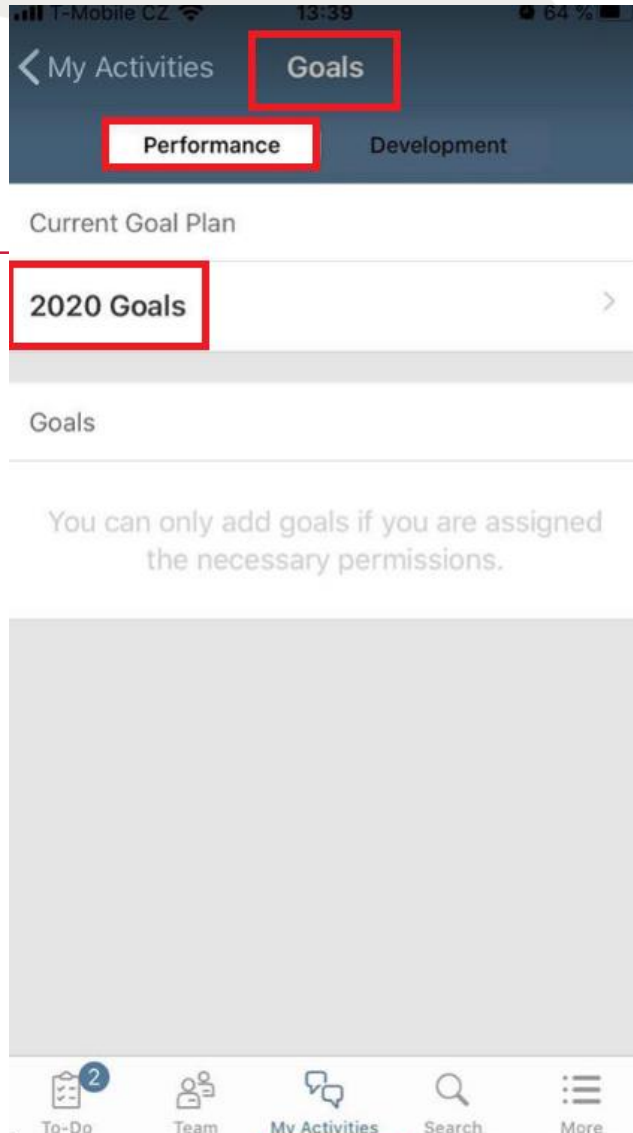 T-Mobile CZ 13:39 64 %
My Activities Goals
Performance Development
Current Goal Plan
2020 Goals
Goals
You can only add goals if you are assigned
the necessary permissions.
2
To-Do Team My Activities Search More